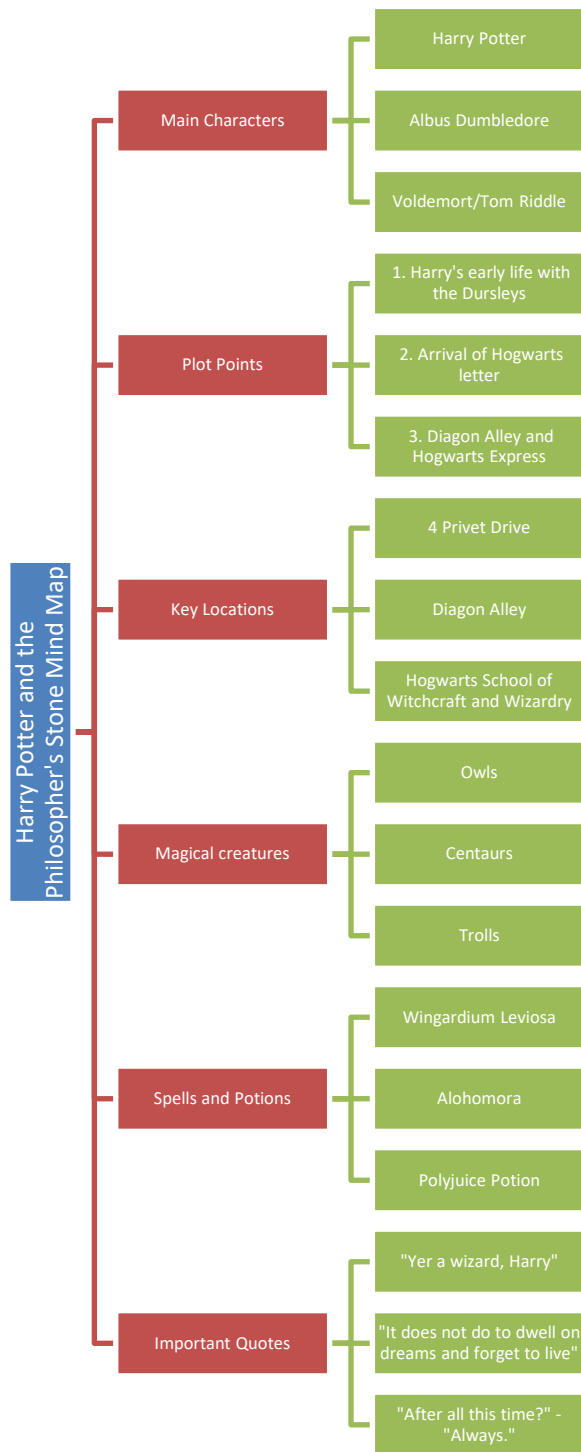 Harry Potter and the
Philosopher's Stone Mind Map
Main Characters
Harry Potter
Albus Dumbledore
Voldemort/Tom Riddle
Plot Points
1. Harry's early life with
the Dursleys
2. Arrival of Hogwarts
letter
3. Diagon Alley and
Hogwarts Express
Key Locations
4 Privet Drive
Diagon Alley
Hogwarts School of
Witchcraft and Wizardry
Magical creatures
Owls
Centaurs
Trolls
Spells and Potions
Wingardium Leviosa
Alohomora
Polyjuice Potion
Important Quotes
"Yer a wizard, Harry"
"It does not do to dwell on
dreams and forget to live"
"After all this time?" -
"Always."